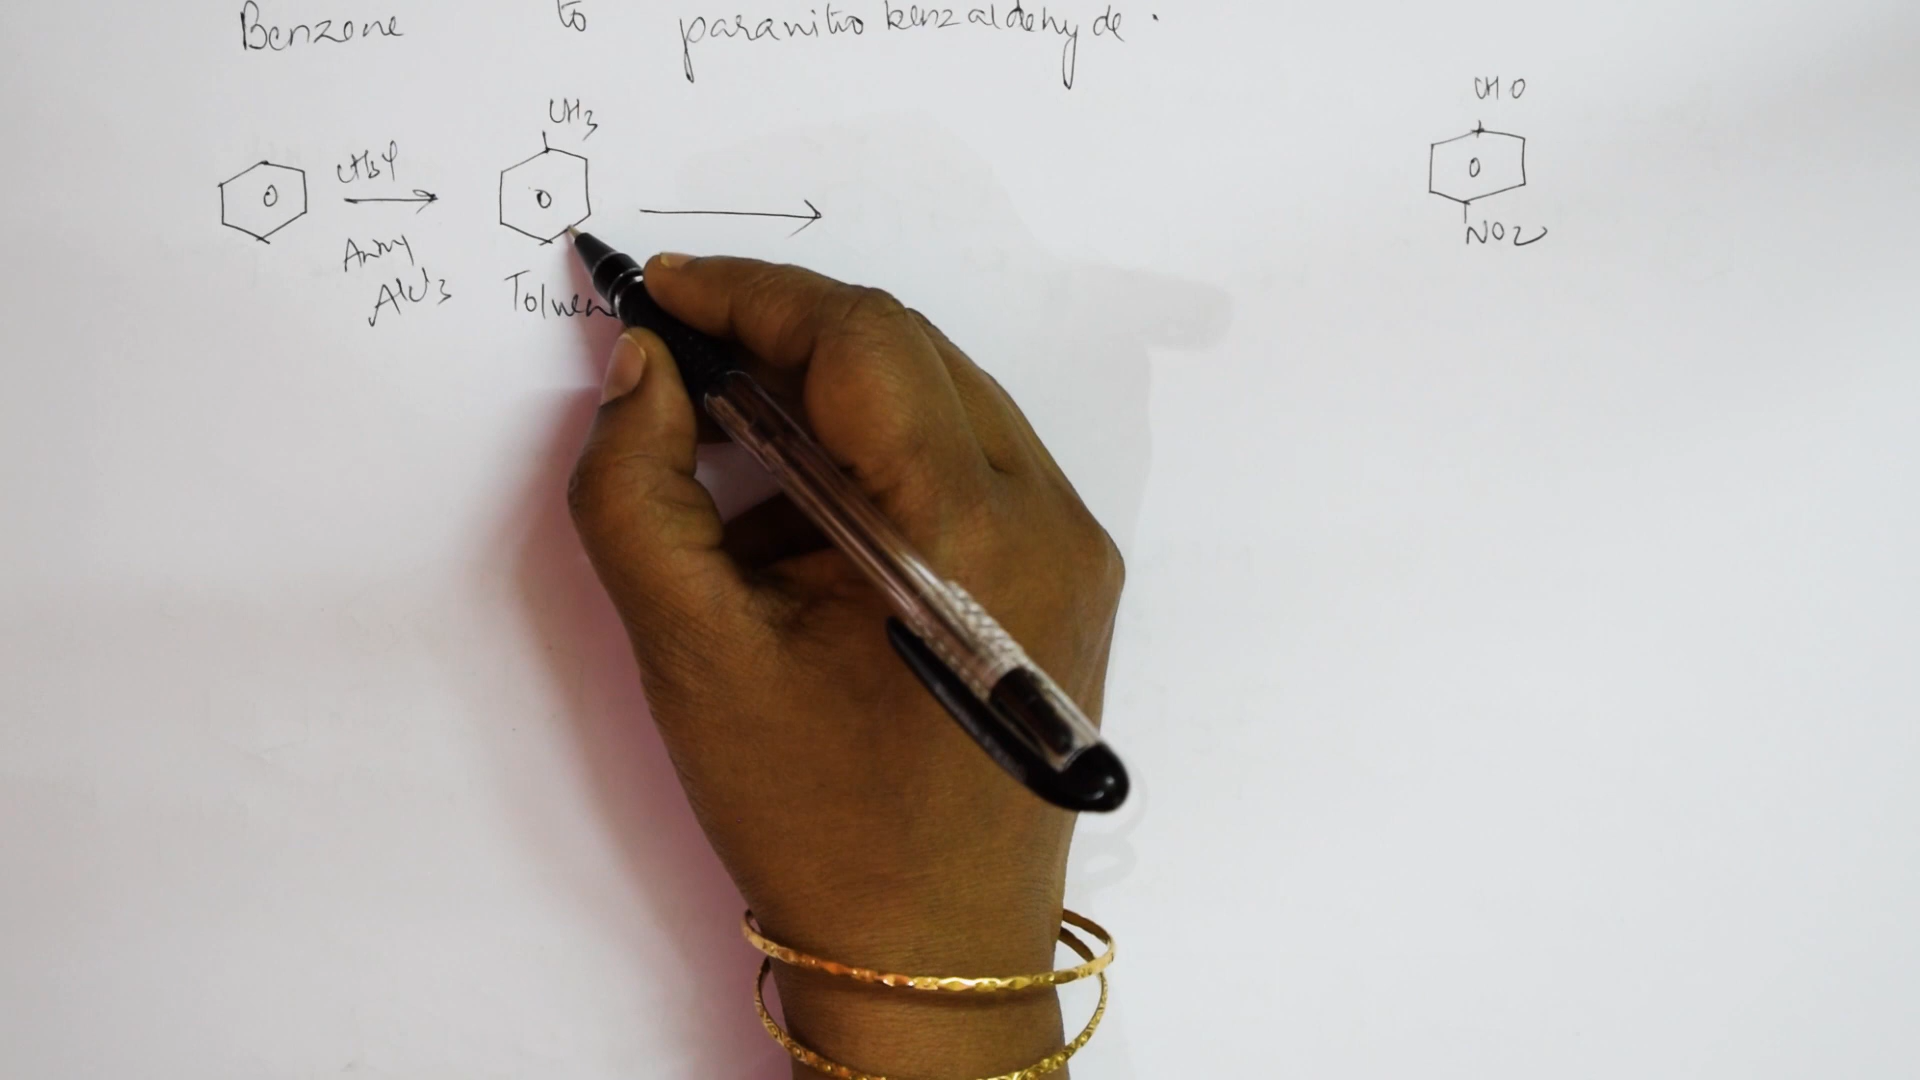 Benzene to paranitro benzaldehyde.
CHO
CH3
CH3Cl
O
O
O
NO2
Anhy
AlCl3
Toluen